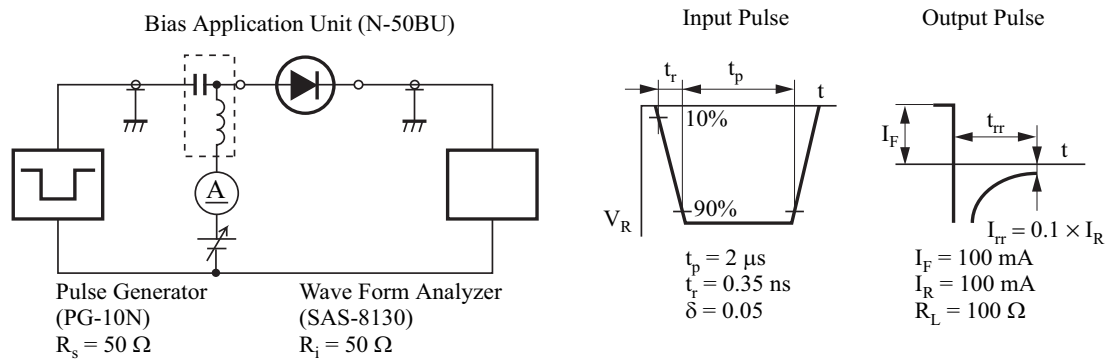 Bias Application Unit (N-50BU)
A
Pulse Generator
(PG-10N)
R_s = 50 Ω
Wave Form Analyzer
(SAS-8130)
R_i = 50 Ω
Input Pulse
t_r
t_p
t
10%
90%
V_R
t_p = 2 μs
t_r = 0.35 ns
δ = 0.05
Output Pulse
I_F
t_rr
t
I_rr = 0.1 × I_R
I_F = 100 mA
I_R = 100 mA
R_L = 100 Ω